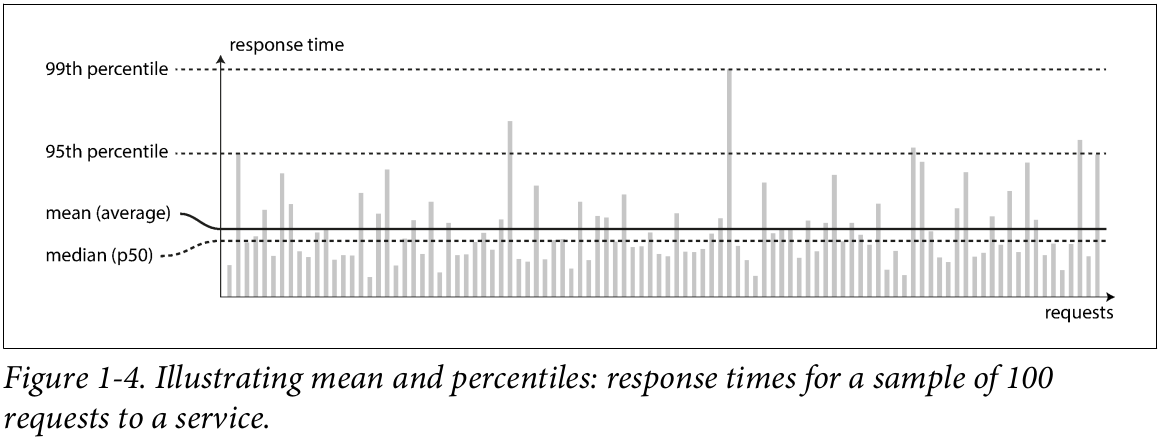 response time
99th percentile
95th percentile
mean (average)
median (p50)
requests
Figure 1-4. Illustrating mean and percentiles: response times for a sample of 100
requests to a service.